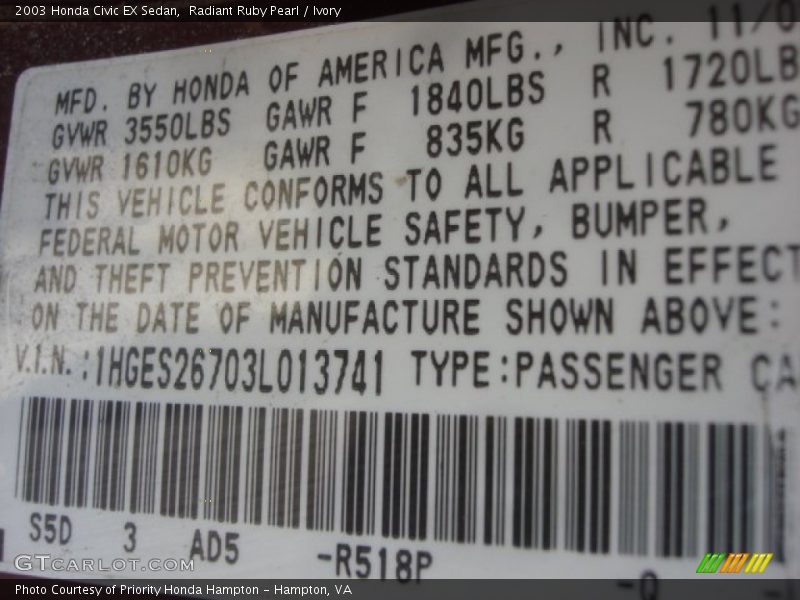 2003 Honda Civic EX Sedan,  Radiant Ruby Pearl / Ivory
MFD. BY HONDA OF AMERICA MFG., INC. 11/0
GVWR 3550LBS GAWR F 1840LBS R 1720LB
GVWR 1610KG GAWR F 835KG R 780KG
THIS VEHICLE CONFORMS TO ALL APPLICABLE
FEDERAL MOTOR VEHICLE SAFETY, BUMPER,
AND THEFT PREVENTION STANDARDS IN EFFECT
ON THE DATE OF MANUFACTURE SHOWN ABOVE:
V.I.N.:1HGES26703L013741 TYPE:PASSENGER CA
S5D 3 AD5 -R518P
GTCARLOT.COM
Photo Courtesy of Priority Honda Hampton - Hampton, VA